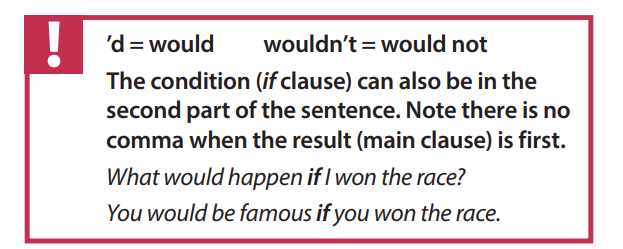 !
’d = would wouldn’t = would not
The condition (if clause) can also be in the
second part of the sentence. Note there is no
comma when the result (main clause) is first.
What would happen if I won the race?
You would be famous if you won the race.